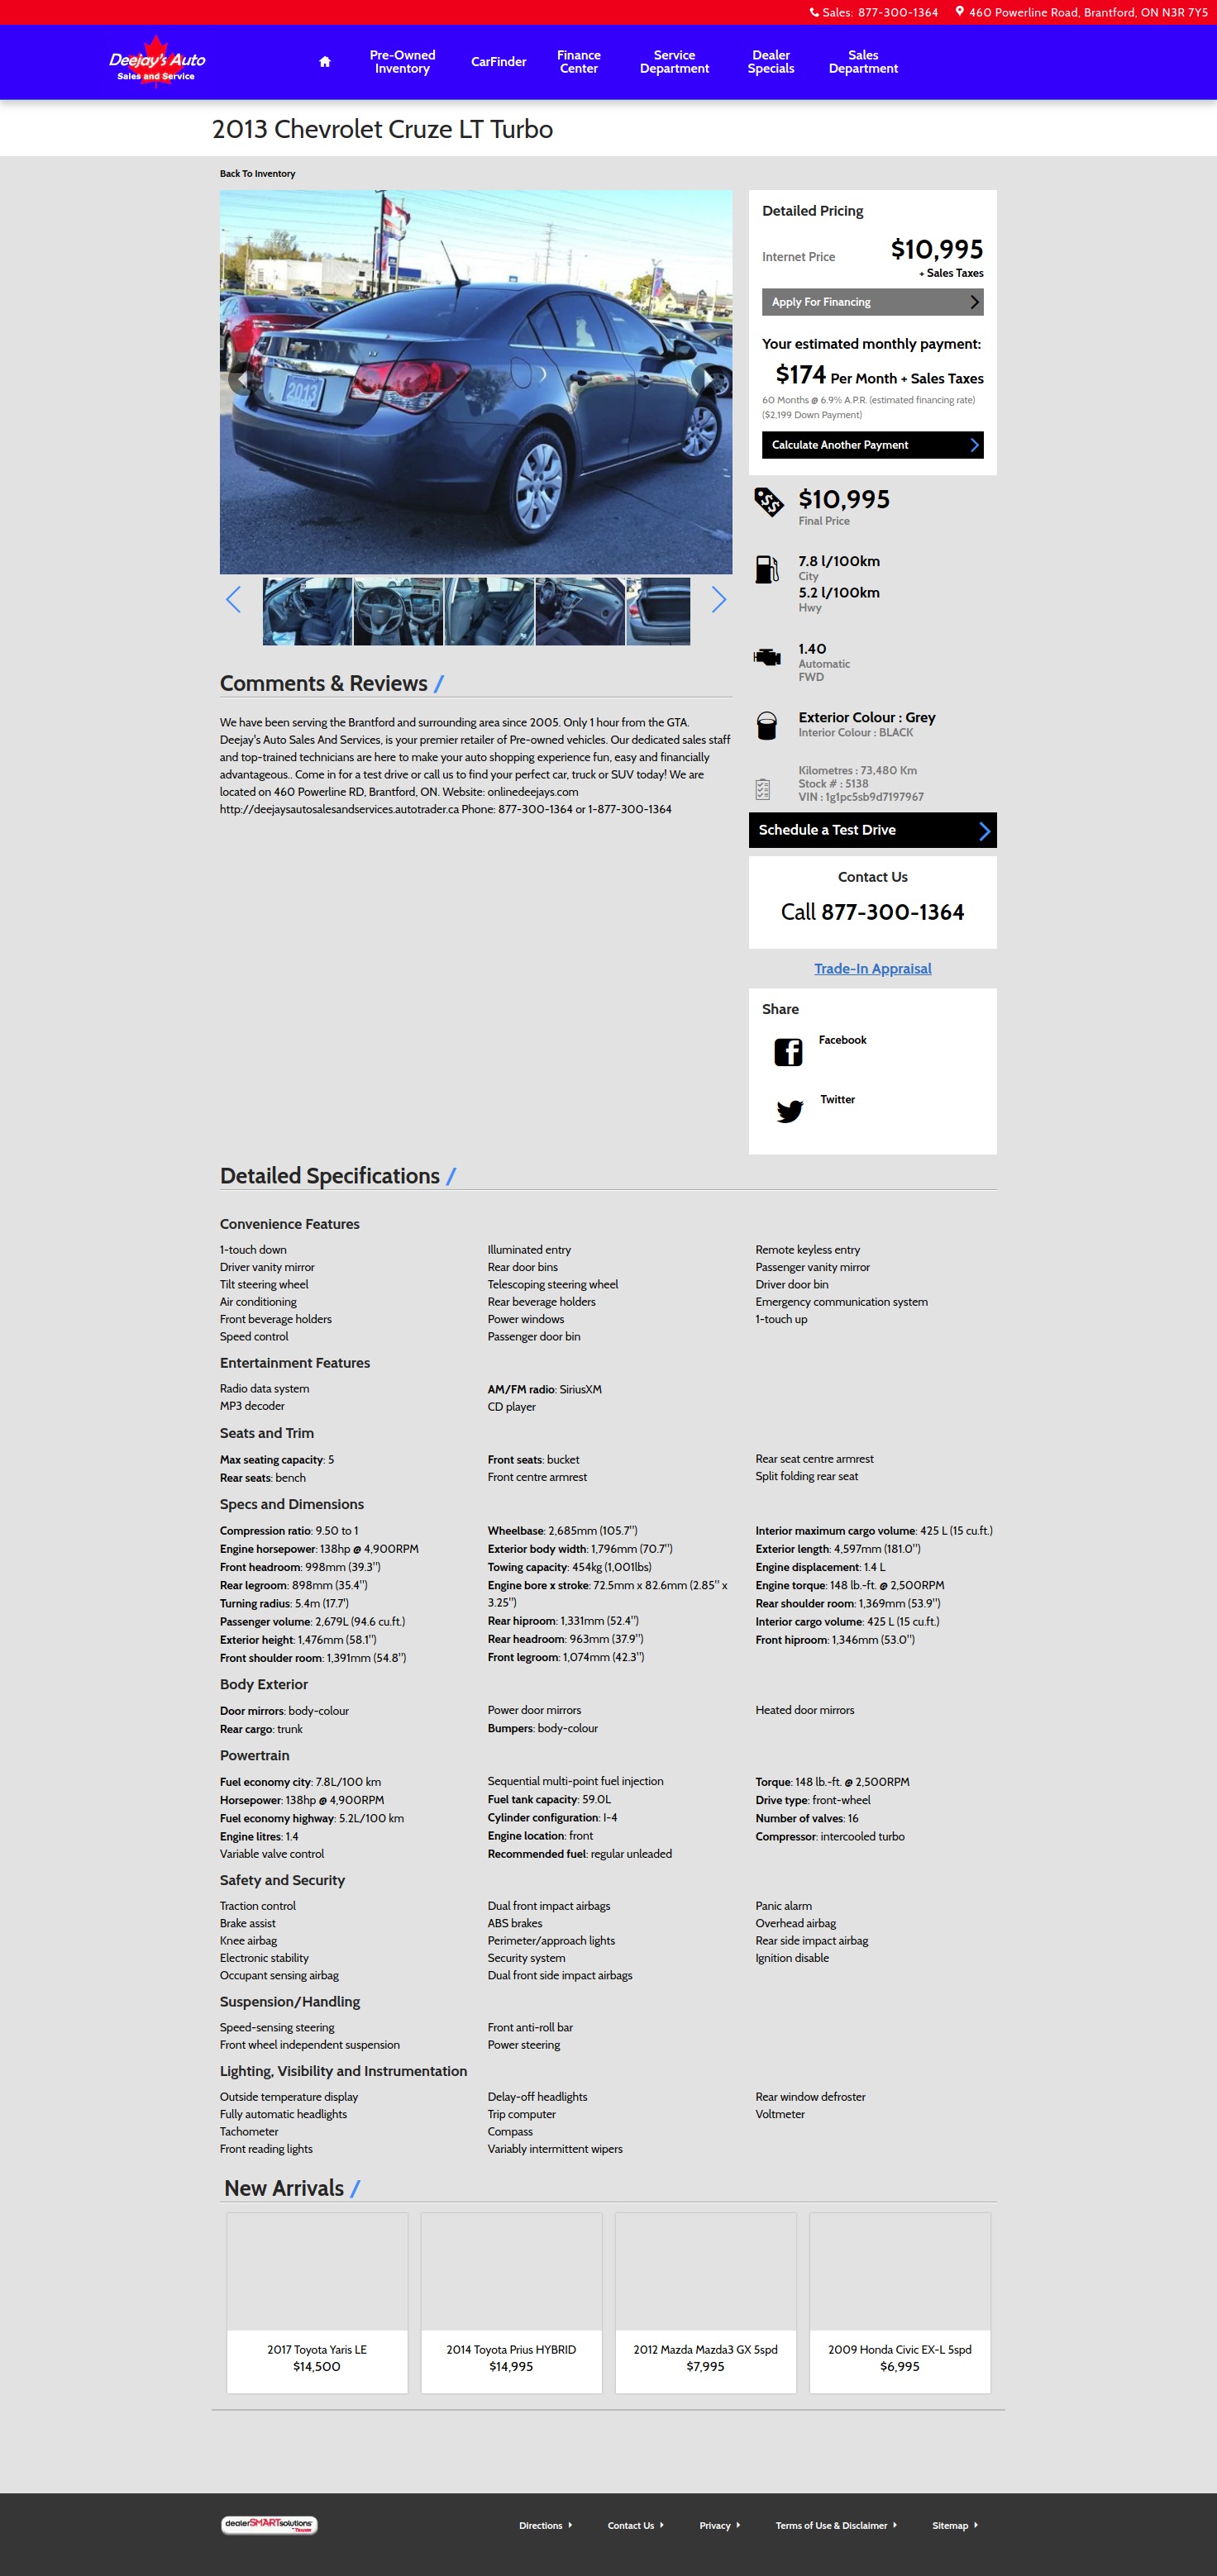 Sales: 877-300-1364 460 Powerline Road, Brantford, ON N3R 7Y5
Deejay's Auto
Sales and Service
Pre-Owned Inventory
CarFinder
Finance Center
Service Department
Dealer Specials
Sales Department
2013 Chevrolet Cruze LT Turbo
Back To Inventory
2013
Detailed Pricing
Internet Price $10,995
+ Sales Taxes
Apply For Financing
Your estimated monthly payment:
$174 Per Month + Sales Taxes
60 Months @ 6.9% A.P.R. (estimated financing rate)
($2,199 Down Payment)
Calculate Another Payment
$$
$10,995
Final Price
7.8 l/100km
City
5.2 l/100km
Hwy
1.40
Automatic
FWD
Exterior Colour : Grey
Interior Colour : BLACK
Kilometres : 73,480 Km
Stock # : 5138
VIN : 1g1pc5sb9d7197967
Schedule a Test Drive
Contact Us
Call 877-300-1364
Trade-In Appraisal
Share
Facebook
Twitter
Comments & Reviews /
We have been serving the Brantford and surrounding area since 2005. Only 1 hour from the GTA.
Deejay's Auto Sales And Services, is your premier retailer of Pre-owned vehicles. Our dedicated sales staff
and top-trained technicians are here to make your auto shopping experience fun, easy and financially
advantageous.. Come in for a test drive or call us to find your perfect car, truck or SUV today! We are
located on 460 Powerline RD, Brantford, ON. Website: onlinedeejays.com
http://deejaysautosalesandservices.autotrader.ca Phone: 877-300-1364 or 1-877-300-1364
Detailed Specifications /
Convenience Features
1-touch down Illuminated entry Remote keyless entry
Driver vanity mirror Rear door bins Passenger vanity mirror
Tilt steering wheel Telescoping steering wheel Driver door bin
Air conditioning Rear beverage holders Emergency communication system
Front beverage holders Power windows 1-touch up
Speed control Passenger door bin
Entertainment Features
Radio data system AM/FM radio: SiriusXM
MP3 decoder CD player
Seats and Trim
Max seating capacity: 5 Front seats: bucket Rear seat centre armrest
Rear seats: bench Front centre armrest Split folding rear seat
Specs and Dimensions
Compression ratio: 9.50 to 1
Engine horsepower: 138hp @ 4,900RPM
Front headroom: 998mm (39.3")
Rear legroom: 898mm (35.4")
Turning radius: 5.4m (17.7')
Passenger volume: 2,679L (94.6 cu.ft.)
Exterior height: 1,476mm (58.1")
Front shoulder room: 1,391mm (54.8")
Wheelbase: 2,685mm (105.7")
Exterior body width: 1,796mm (70.7")
Towing capacity: 454kg (1,001lbs)
Engine bore x stroke: 72.5mm x 82.6mm (2.85" x
3.25")
Rear hiproom: 1,331mm (52.4")
Rear headroom: 963mm (37.9")
Front legroom: 1,074mm (42.3")
Interior maximum cargo volume: 425 L (15 cu.ft.)
Exterior length: 4,597mm (181.0")
Engine displacement: 1.4 L
Engine torque: 148 lb.-ft. @ 2,500RPM
Rear shoulder room: 1,369mm (53.9")
Interior cargo volume: 425 L (15 cu.ft.)
Front hiproom: 1,346mm (53.0")
Body Exterior
Door mirrors: body-colour Power door mirrors Heated door mirrors
Rear cargo: trunk Bumpers: body-colour
Powertrain
Fuel economy city: 7.8L/100 km Sequential multi-point fuel injection Torque: 148 lb.-ft. @ 2,500RPM
Horsepower: 138hp @ 4,900RPM Fuel tank capacity: 59.0L Drive type: front-wheel
Fuel economy highway: 5.2L/100 km Cylinder configuration: I-4 Number of valves: 16
Engine litres: 1.4 Engine location: front Compressor: intercooled turbo
Variable valve control Recommended fuel: regular unleaded
Safety and Security
Traction control Dual front impact airbags Panic alarm
Brake assist ABS brakes Overhead airbag
Knee airbag Perimeter/approach lights Rear side impact airbag
Electronic stability Security system Ignition disable
Occupant sensing airbag Dual front side impact airbags
Suspension/Handling
Speed-sensing steering Front anti-roll bar
Front wheel independent suspension Power steering
Lighting, Visibility and Instrumentation
Outside temperature display Delay-off headlights Rear window defroster
Fully automatic headlights Trip computer Voltmeter
Tachometer Compass
Front reading lights Variably intermittent wipers
New Arrivals /
2017 Toyota Yaris LE
$14,500
2014 Toyota Prius HYBRID
$14,995
2012 Mazda Mazda3 GX 5spd
$7,995
2009 Honda Civic EX-L 5spd
$6,995
dealerSMARTsolutions
Directions Contact Us Privacy Terms of Use & Disclaimer Sitemap